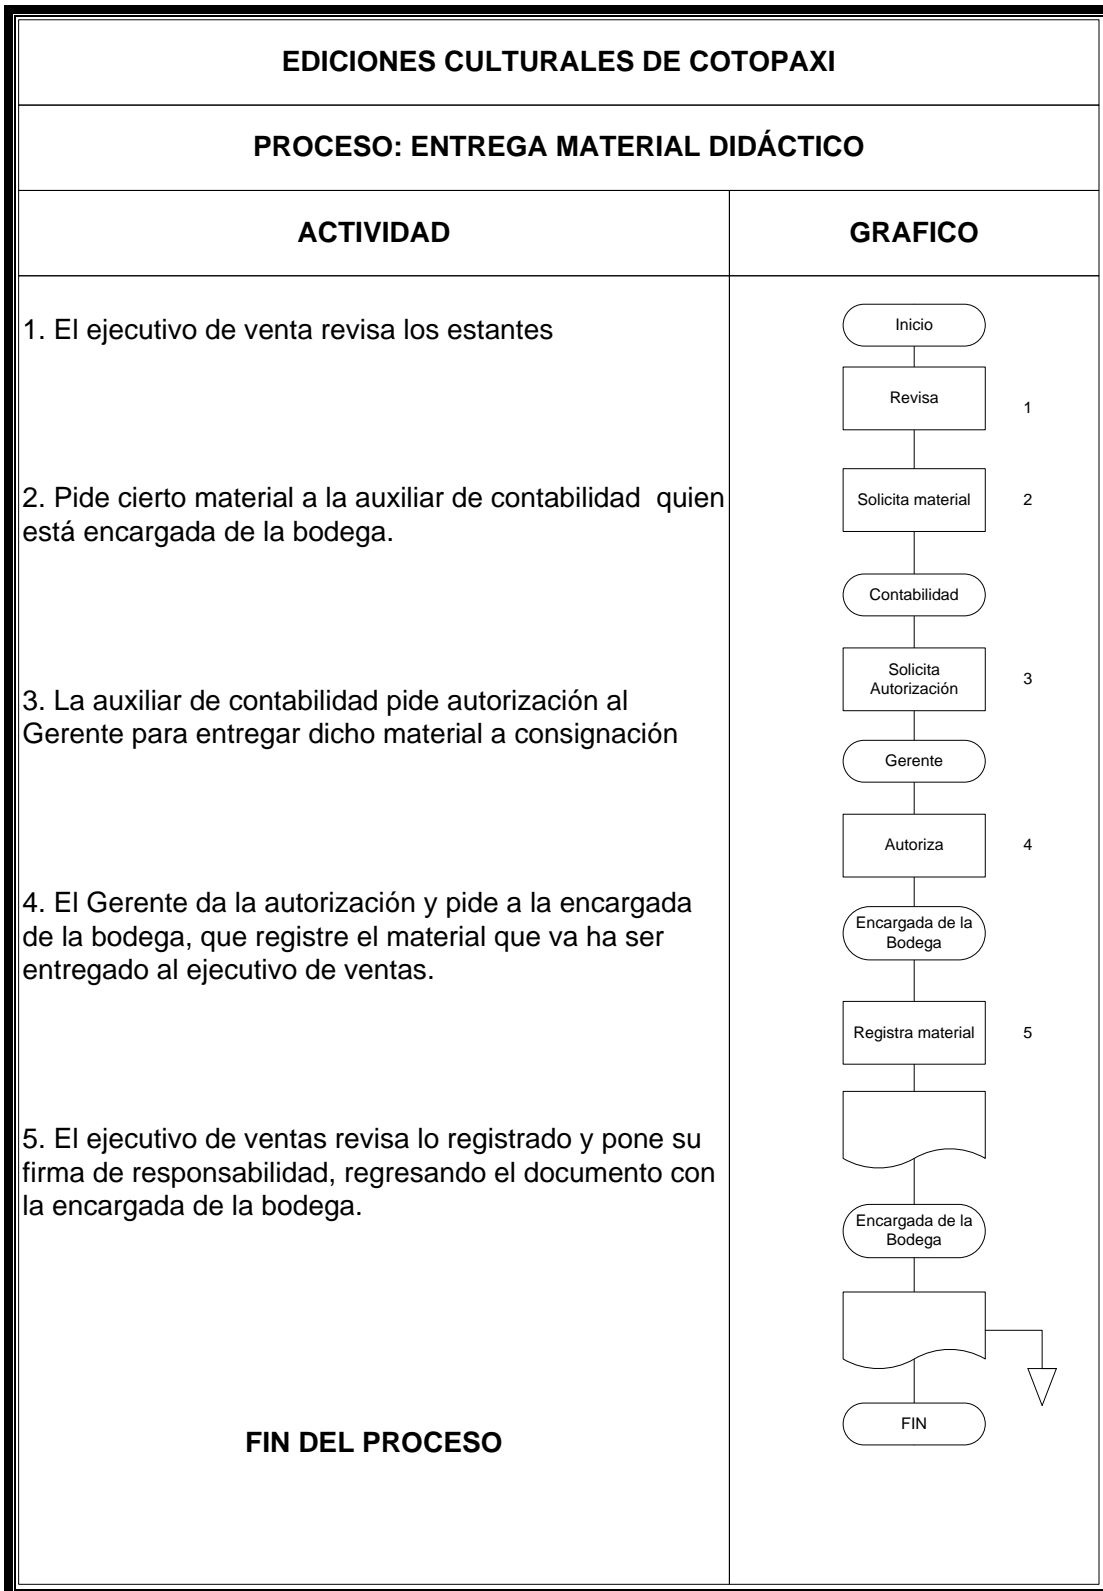 EDICIONES CULTURALES DE COTOPAXI
PROCESO: ENTREGA MATERIAL DIDÁCTICO
ACTIVIDAD
GRAFICO
1. El ejecutivo de venta revisa los estantes
2. Pide cierto material a la auxiliar de contabilidad quien
está encargada de la bodega.
3. La auxiliar de contabilidad pide autorización al
Gerente para entregar dicho material a consignación
4. El Gerente da la autorización y pide a la encargada
de la bodega, que registre el material que va ha ser
entregado al ejecutivo de ventas.
5. El ejecutivo de ventas revisa lo registrado y pone su
firma de responsabilidad, regresando el documento con
la encargada de la bodega.
FIN DEL PROCESO
Inicio
Revisa
1
Solicita material
2
Contabilidad
Solicita
Autorización
3
Gerente
Autoriza
4
Encargada de la
Bodega
Registra material
5
Encargada de la
Bodega
FIN